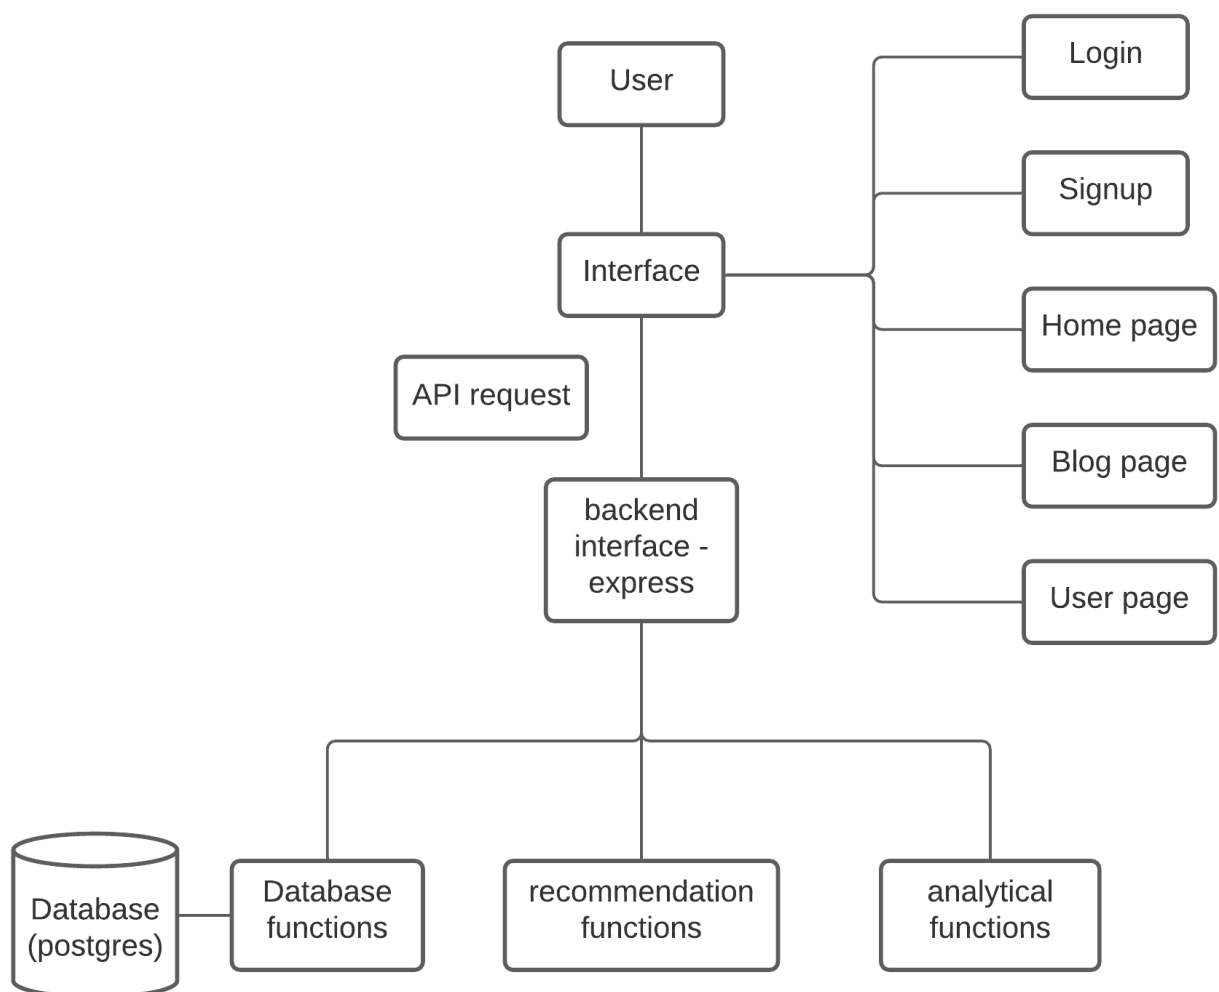 User
Login
Signup
Interface
Home page
API request
Blog page
backend
interface -
express
User page
Database
(postgres)
Database
functions
recommendation
functions
analytical
functions